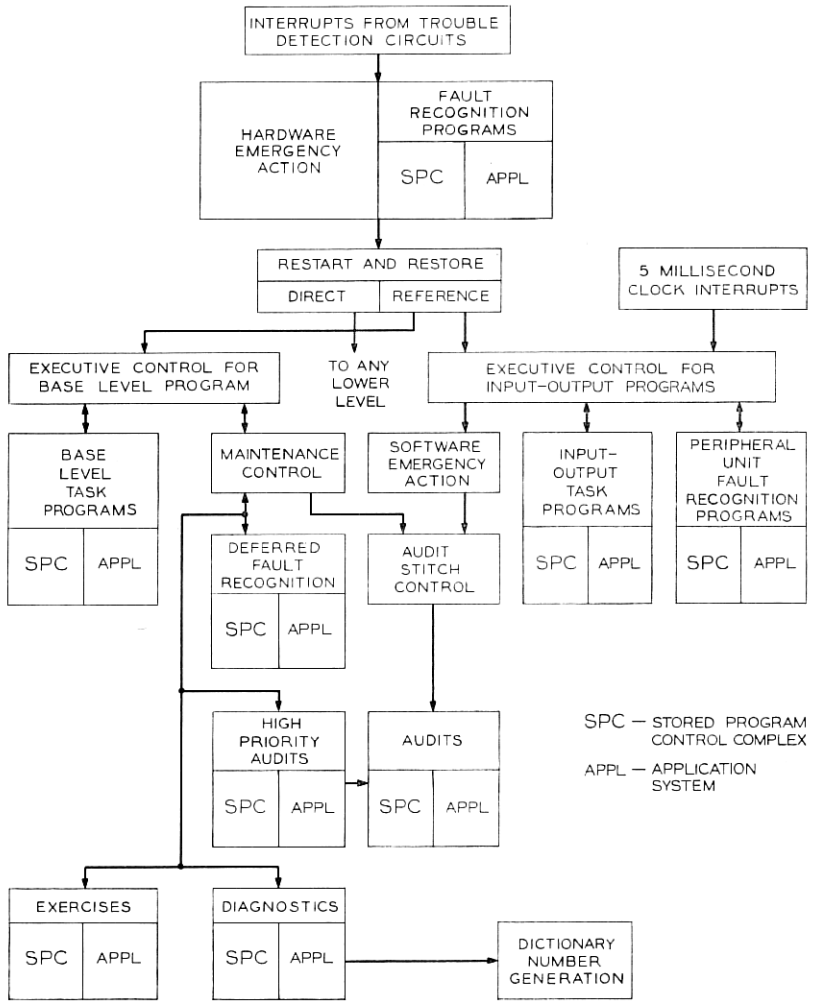 INTERRUPTS FROM TROUBLE
DETECTION CIRCUITS
HARDWARE
EMERGENCY
ACTION
FAULT
RECOGNITION
PROGRAMS
SPC
APPL
RESTART AND RESTORE
DIRECT
REFERENCE
5 MILLISECOND
CLOCK INTERRUPTS
EXECUTIVE CONTROL FOR
BASE LEVEL PROGRAM
TO ANY
LOWER
LEVEL
EXECUTIVE CONTROL FOR
INPUT-OUTPUT PROGRAMS
BASE
LEVEL
TASK
PROGRAMS
SPC
APPL
MAINTENANCE
CONTROL
SOFTWARE
EMERGENCY
ACTION
INPUT-
OUTPUT
TASK
PROGRAMS
SPC
APPL
PERIPHERAL
UNIT
FAULT
RECOGNITION
PROGRAMS
SPC
APPL
DEFERRED
FAULT
RECOGNITION
SPC
APPL
AUDIT
STITCH
CONTROL
HIGH
PRIORITY
AUDITS
SPC
APPL
AUDITS
SPC
APPL
SPC — STORED PROGRAM
CONTROL COMPLEX
APPL — APPLICATION
SYSTEM
EXERCISES
SPC
APPL
DIAGNOSTICS
SPC
APPL
DICTIONARY
NUMBER
GENERATION